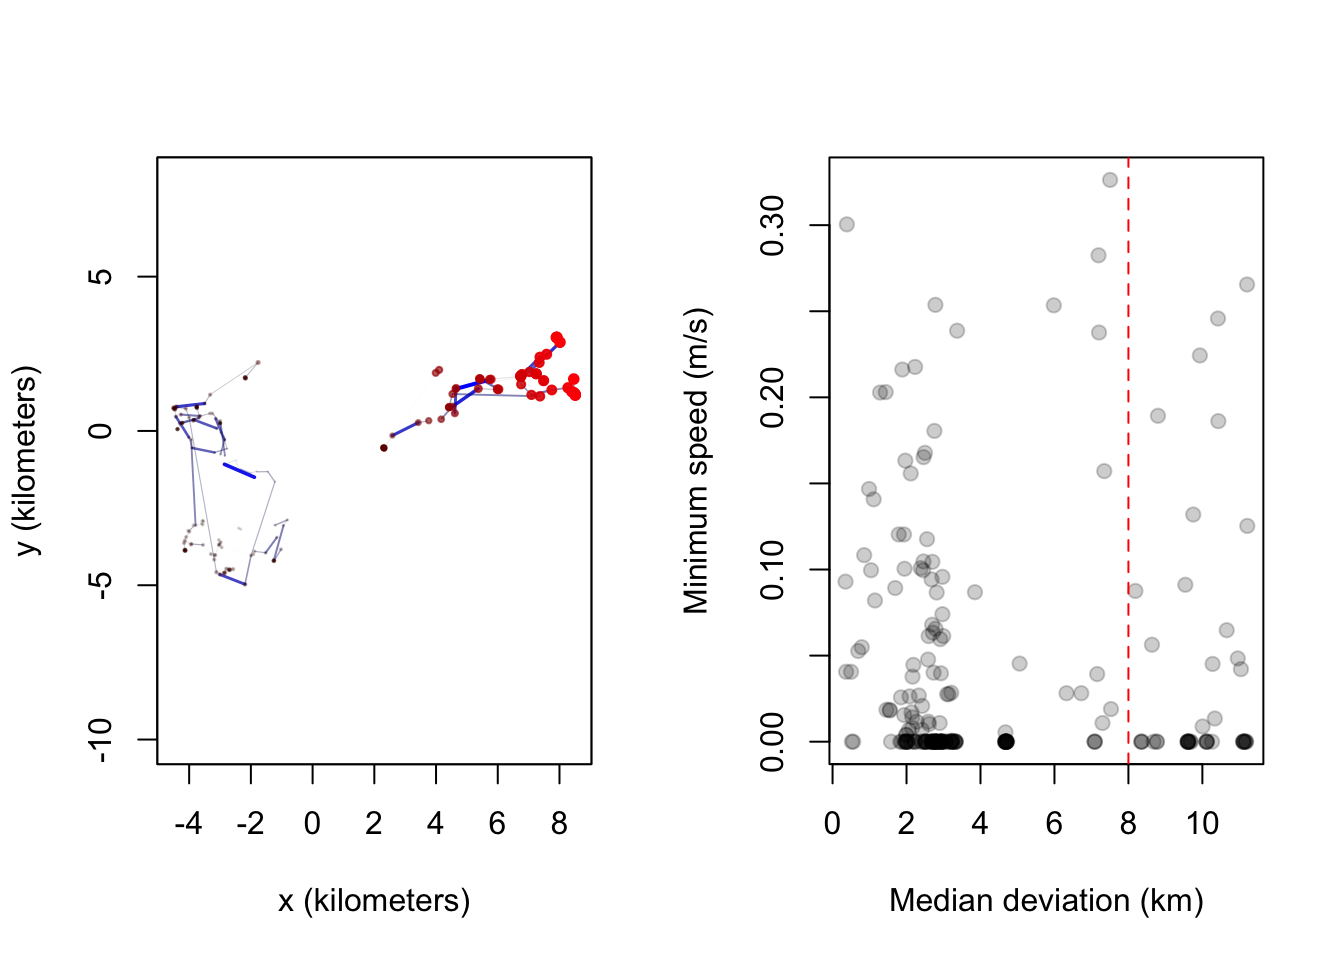 5
0
-5
-10
y (kilometers)
-4 -2 0 2 4 6 8
x (kilometers)
0.30
0.20
0.10
0.00
Minimum speed (m/s)
0 2 4 6 8 10
Median deviation (km)